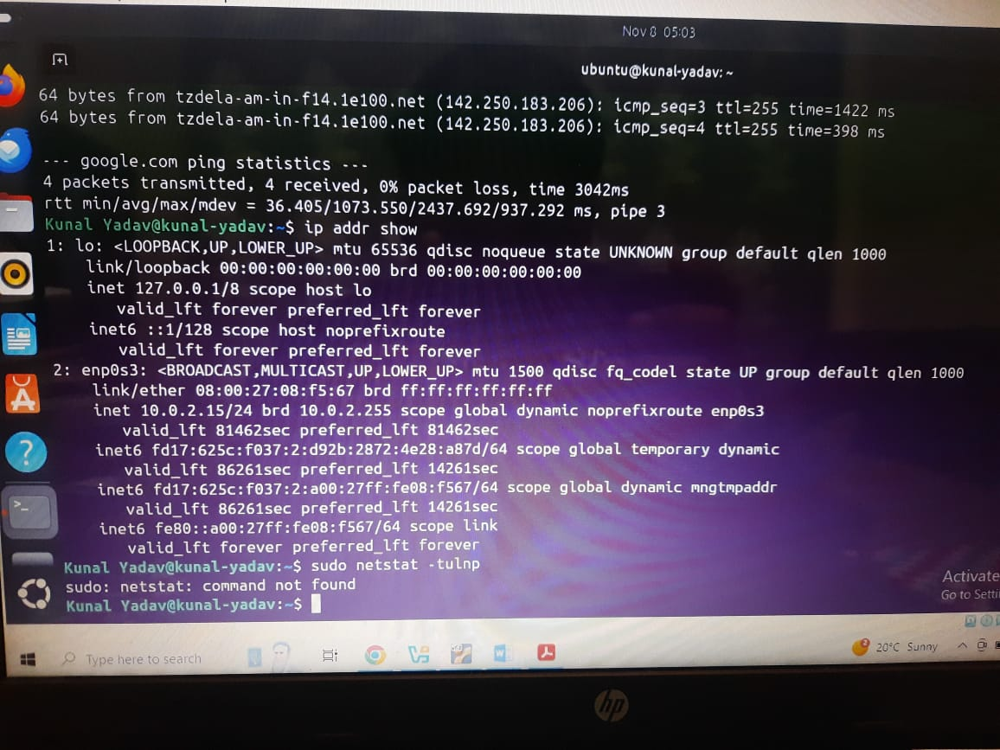 Nov 8 05:03
ubuntu@kunal-yadav: ~
64 bytes from tzdela-am-in-f14.1e100.net (142.250.183.206): icmp_seq=3 ttl=255 time=1422 ms
64 bytes from tzdela-am-in-f14.1e100.net (142.250.183.206): icmp_seq=4 ttl=255 time=398 ms
--- google.com ping statistics ---
4 packets transmitted, 4 received, 0% packet loss, time 3042ms
rtt min/avg/max/mdev = 36.405/1073.550/2437.692/937.292 ms, pipe 3
Kunal Yadav@kunal-yadav:~$ ip addr show
1: lo: <LOOPBACK,UP,LOWER_UP> mtu 65536 qdisc noqueue state UNKNOWN group default qlen 1000
link/loopback 00:00:00:00:00:00 brd 00:00:00:00:00:00
inet 127.0.0.1/8 scope host lo
valid_lft forever preferred_lft forever
inet6 ::1/128 scope host noprefixroute
valid_lft forever preferred_lft forever
2: enp0s3: <BROADCAST,MULTICAST,UP,LOWER_UP> mtu 1500 qdisc fq_codel state UP group default qlen 1000
link/ether 08:00:27:08:f5:67 brd ff:ff:ff:ff:ff:ff
inet 10.0.2.15/24 brd 10.0.2.255 scope global dynamic noprefixroute enp0s3
valid_lft 81462sec preferred_lft 81462sec
inet6 fd17:625c:f037:2:d92b:2872:4e28:a87d/64 scope global temporary dynamic
valid_lft 86261sec preferred_lft 14261sec
inet6 fd17:625c:f037:2:a00:27ff:fe08:f567/64 scope global dynamic mngtmpaddr
valid_lft 86261sec preferred_lft 14261sec
inet6 fe80::a00:27ff:fe08:f567/64 scope link
valid_lft forever preferred_lft forever
Kunal Yadav@kunal-yadav:~$ sudo netstat -tulnp
sudo: netstat: command not found
Kunal Yadav@kunal-yadav:~$
Activate
Go to Setti
Type here to search
2
20°C Sunny
hp